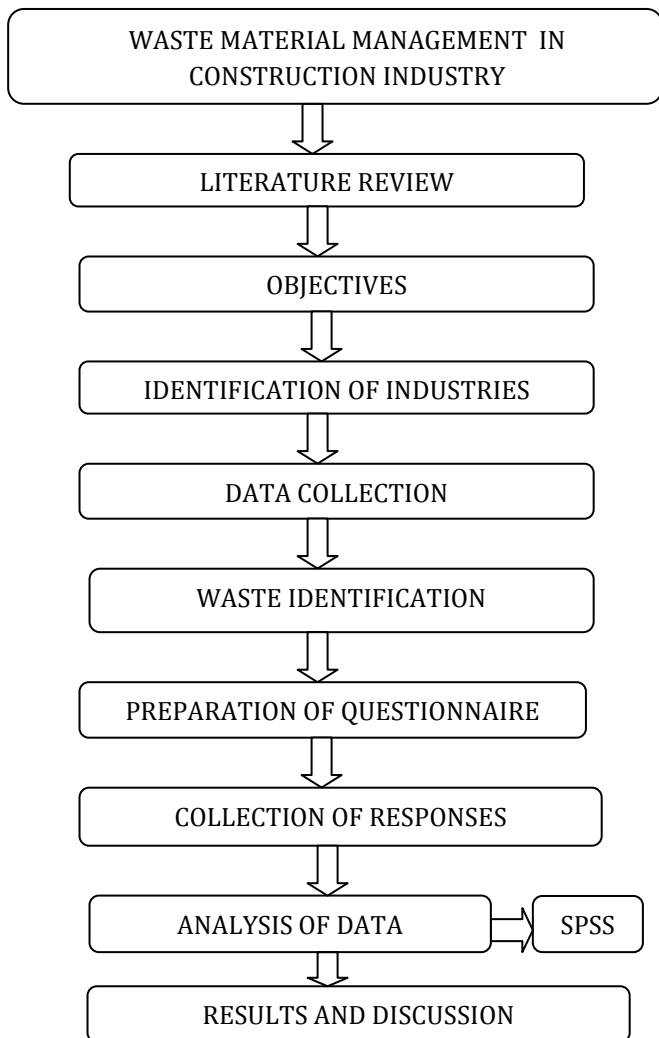 WASTE MATERIAL MANAGEMENT IN
CONSTRUCTION INDUSTRY
LITERATURE REVIEW
OBJECTIVES
IDENTIFICATION OF INDUSTRIES
DATA COLLECTION
WASTE IDENTIFICATION
PREPARATION OF QUESTIONNAIRE
COLLECTION OF RESPONSES
ANALYSIS OF DATA
SPSS
RESULTS AND DISCUSSION